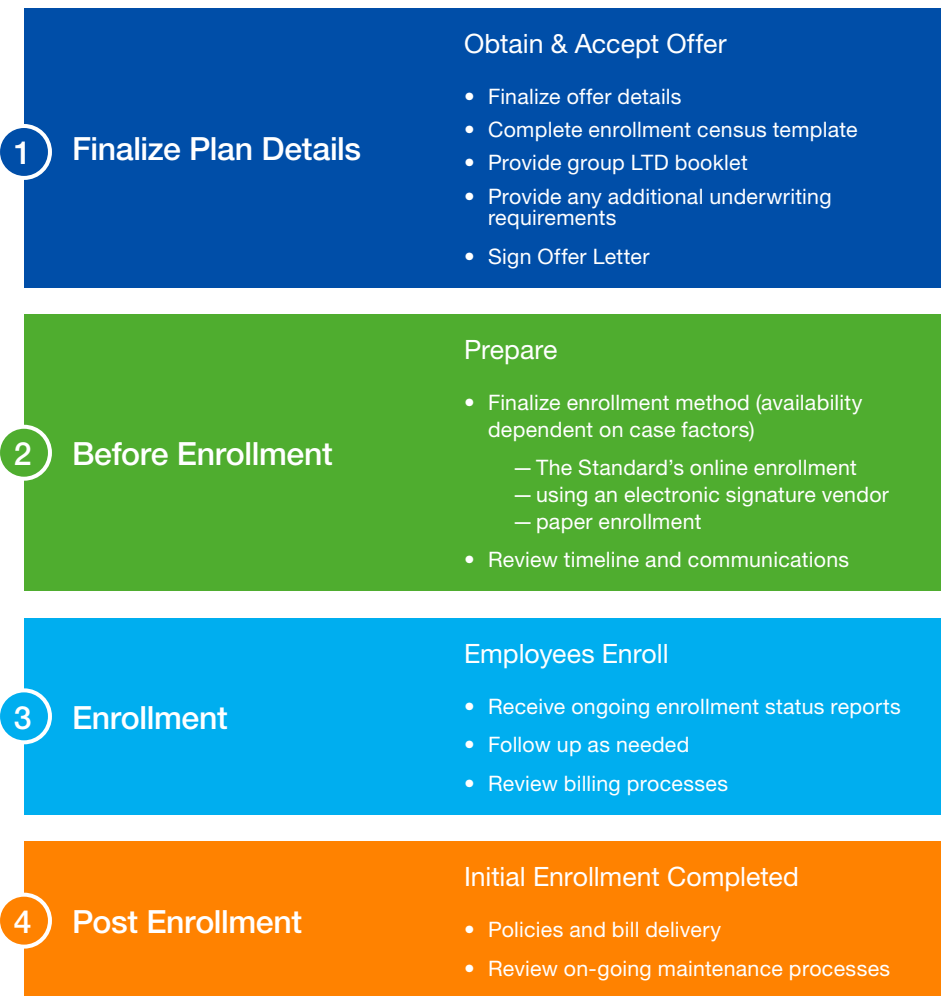 1
Finalize Plan Details
Obtain & Accept Offer
• Finalize offer details
• Complete enrollment census template
• Provide group LTD booklet
• Provide any additional underwriting
requirements
• Sign Offer Letter
2
Before Enrollment
Prepare
• Finalize enrollment method (availability
dependent on case factors)
— The Standard’s online enrollment
— using an electronic signature vendor
— paper enrollment
• Review timeline and communications
3
Enrollment
Employees Enroll
• Receive ongoing enrollment status reports
• Follow up as needed
• Review billing processes
4
Post Enrollment
Initial Enrollment Completed
• Policies and bill delivery
• Review on-going maintenance processes